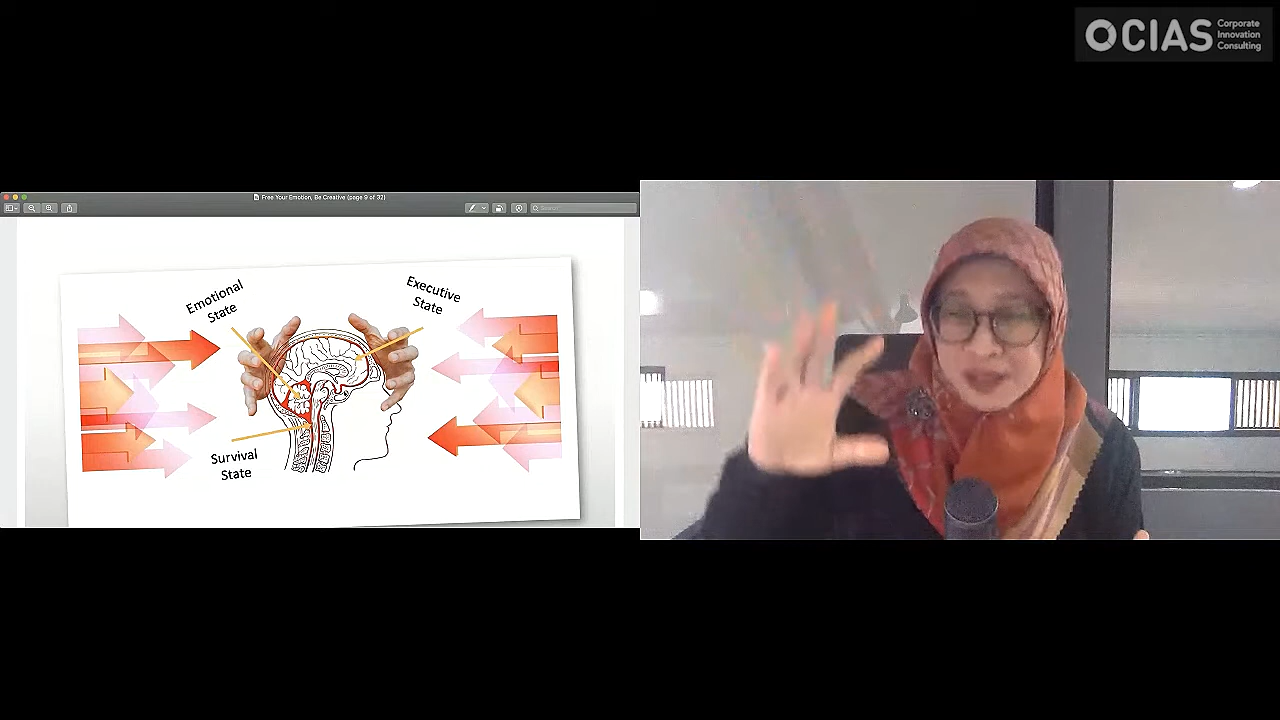 OCIAS Corporate
Innovation
Consulting
Free Your Emotion, Be Creative (page 9 of 32)
Search
Emotional
State
Executive
State
Survival
State